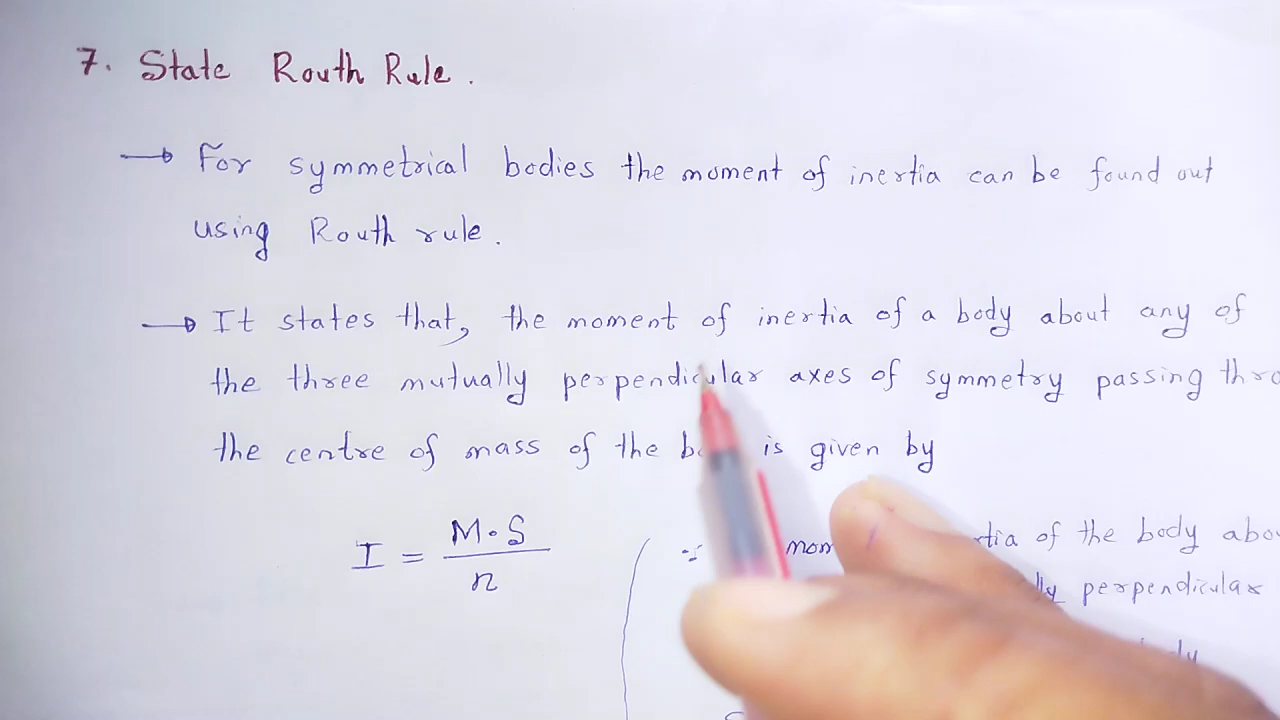 7. State Routh Rule.
→ For symmetrical bodies the moment of inertia can be found out
using Routh rule.
→ It states that, the moment of inertia of a body about any of
the three mutually perpendicular axes of symmetry passing thro
the centre of mass of the is given by
I = M·S
n
of the body abo
perpendicular